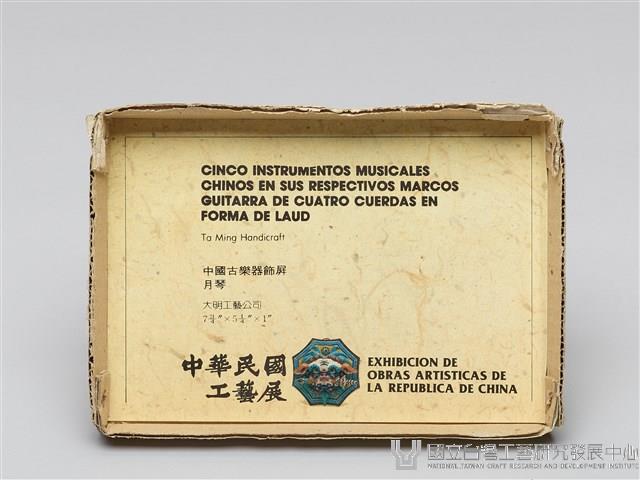 CINCO INSTRUMENTOS MUSICALES
CHINOS EN SUS RESPECTIVOS MARCOS
GUITARRA DE CUATRO CUERDAS EN
FORMA DE LAUD
Ta Ming Handicraft
中國古樂器飾屏
月琴
大明工藝公司
中華民國
工藝展
EXHIBICION DE
OBRAS ARTISTICAS DE
LA REPUBLICA DE CHINA
國立台灣工藝研究發展中心
NATIONAL TAIWAN CRAFT RESEARCH AND DEVELOPMENT INSTITUTE